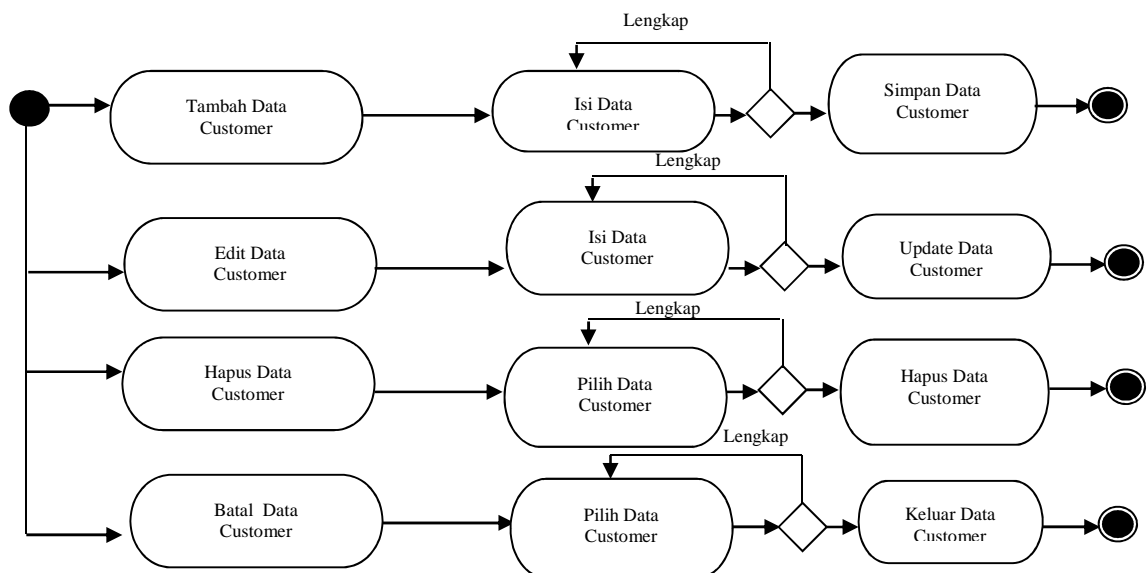 Lengkap
Tambah Data
Customer
Isi Data
Customer
Simpan Data
Customer
Lengkap
Edit Data
Customer
Isi Data
Customer
Update Data
Customer
Lengkap
Hapus Data
Customer
Pilih Data
Customer
Hapus Data
Customer
Lengkap
Batal Data
Customer
Pilih Data
Customer
Keluar Data
Customer